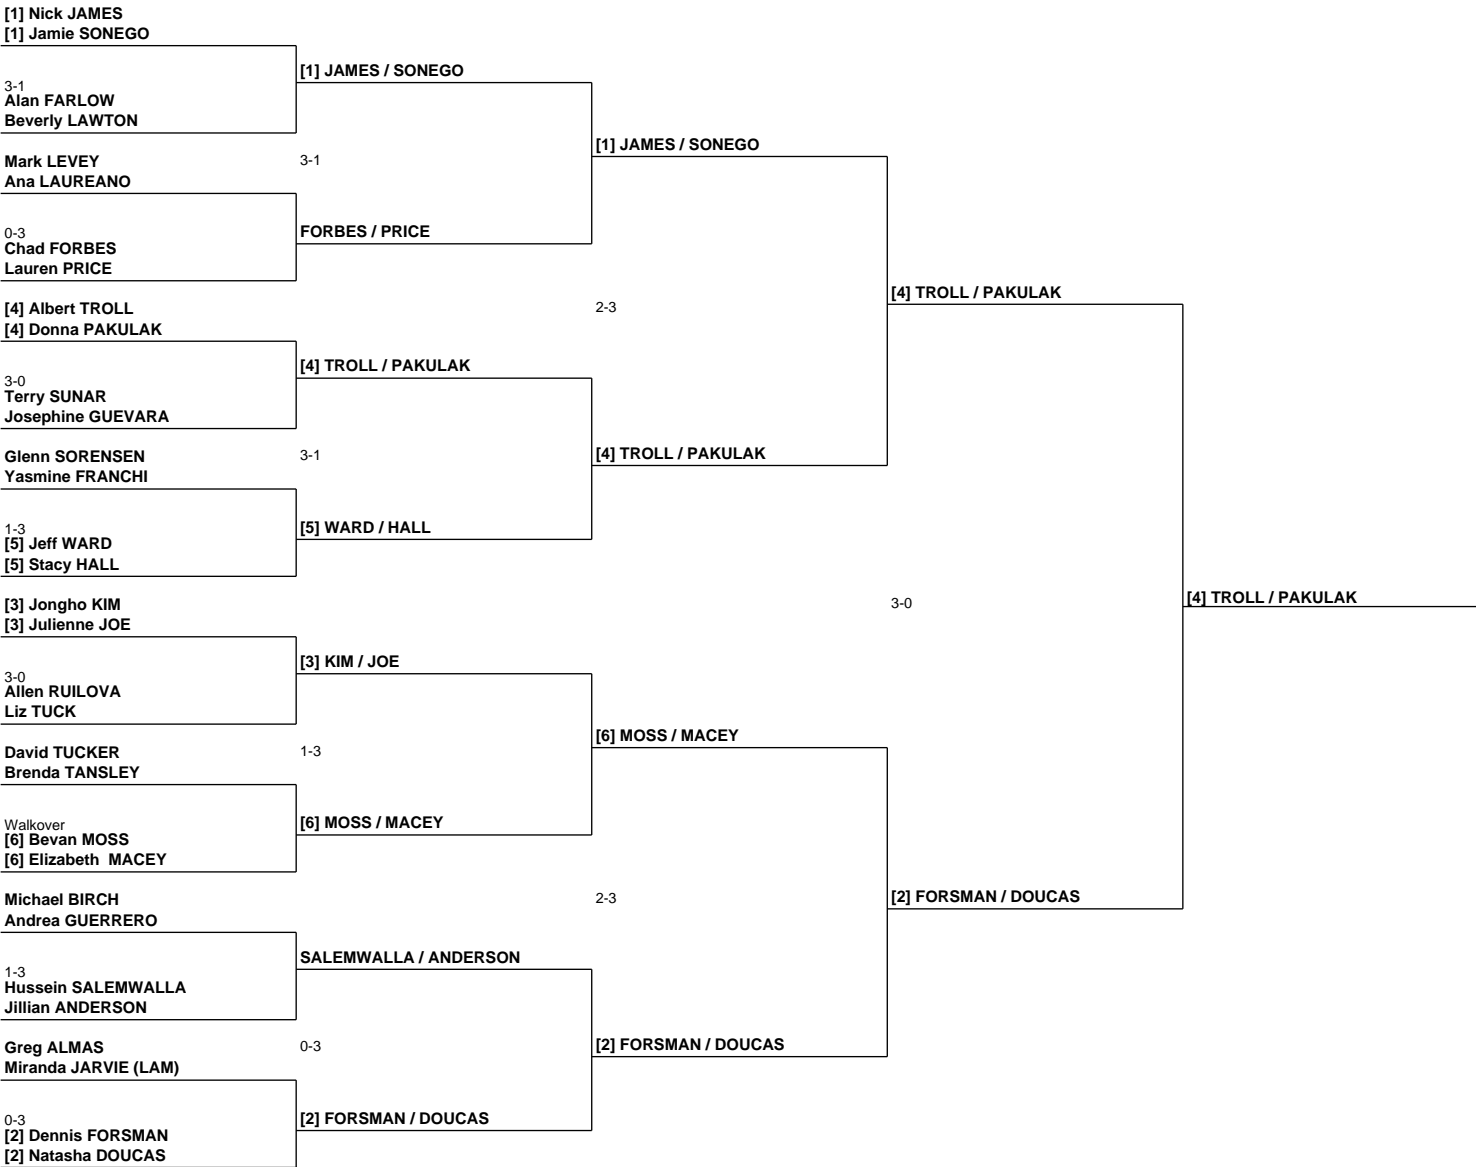 [1] Nick JAMES
[1] Jamie SONEGO
3-1
Alan FARLOW
Beverly LAWTON
Mark LEVEY
Ana LAUREANO
0-3
Chad FORBES
Lauren PRICE
[4] Albert TROLL
[4] Donna PAKULAK
3-0
Terry SUNAR
Josephine GUEVARA
Glenn SORENSEN
Yasmine FRANCHI
1-3
[5] Jeff WARD
[5] Stacy HALL
[3] Jongho KIM
[3] Julienne JOE
3-0
Allen RUILOVA
Liz TUCK
David TUCKER
Brenda TANSLEY
Walkover
[6] Bevan MOSS
[6] Elizabeth  MACEY
Michael BIRCH
Andrea GUERRERO
1-3
Hussein SALEMWALLA
Jillian ANDERSON
Greg ALMAS
Miranda JARVIE (LAM)
0-3
[2] Dennis FORSMAN
[2] Natasha DOUCAS
[1] JAMES / SONEGO
3-1
FORBES / PRICE
[4] TROLL / PAKULAK
3-1
[5] WARD / HALL
[3] KIM / JOE
1-3
[6] MOSS / MACEY
SALEMWALLA / ANDERSON
0-3
[2] FORSMAN / DOUCAS
[1] JAMES / SONEGO
2-3
[4] TROLL / PAKULAK
[6] MOSS / MACEY
2-3
[2] FORSMAN / DOUCAS
[4] TROLL / PAKULAK
3-0
[2] FORSMAN / DOUCAS
[4] TROLL / PAKULAK